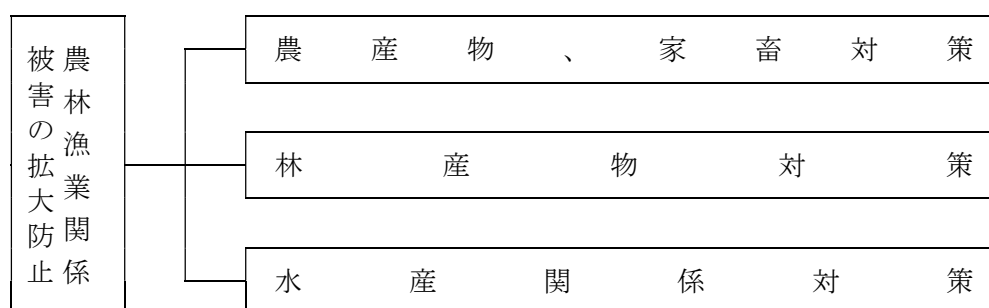 農林漁業関係
被害の拡大防止
農産物、家畜対策
林産物対策
水産関係対策